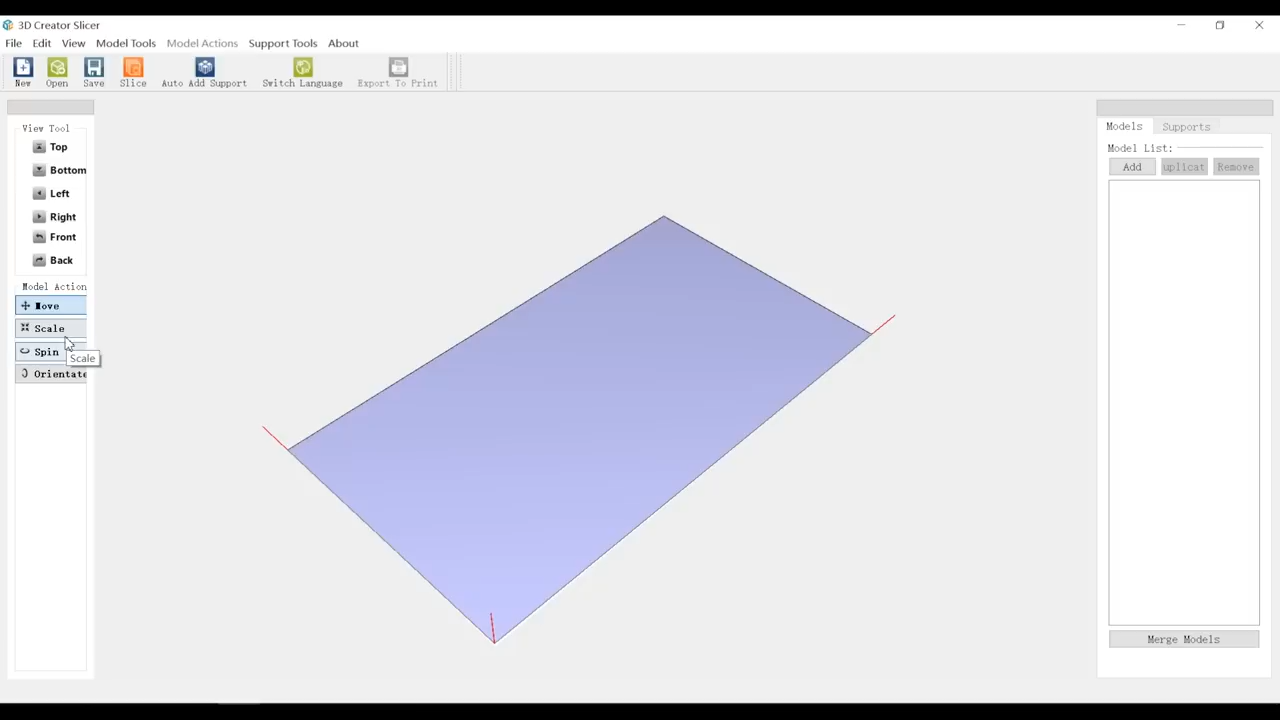 3D Creator Slicer
File Edit View Model Tools Model Actions Support Tools About
New Open Save Slice Auto Add Support Switch Language Export To Print
View Tool
Top
Bottom
Left
Right
Front
Back
Model Action
Move
Scale
Spin
Scale
Orientate
Models Supports
Model List:
Add uplicat Remove
Merge Models